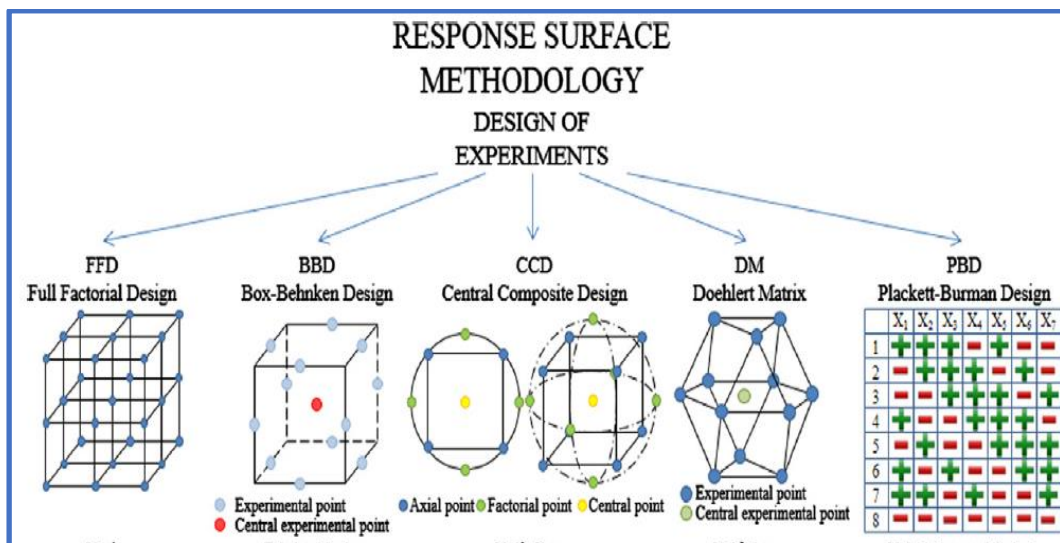 RESPONSE SURFACE
METHODOLOGY
DESIGN OF
EXPERIMENTS
FFD
Full Factorial Design
BBD
Box-Behnken Design
Experimental point
Central experimental point
CCD
Central Composite Design
Axial point Factorial point Central point
DM
Doehlert Matrix
Experimental point
Central experimental point
PBD
Plackett-Burman Design
X1 X2 X3 X4 X5 X6 X7
1 + + + - + - -
2 - + + + - + -
3 - - + + + - +
4 + - - + + + -
5 - + - - + + +
6 + - + - - + +
7 + + - + - - +
8 - - - - - - -